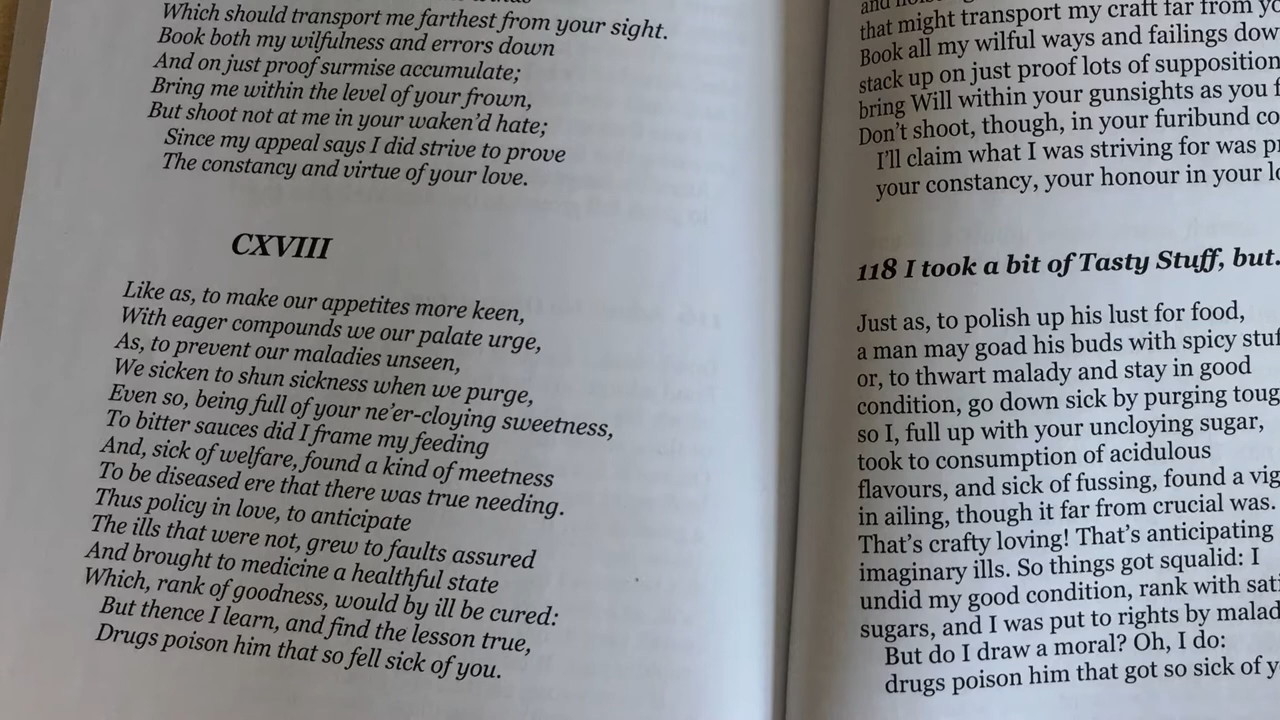 Which should transport me farthest from your sight.
Book both my wilfulness and errors down
And on just proof surmise accumulate;
Bring me within the level of your frown,
But shoot not at me in your waken'd hate;
Since my appeal says I did strive to prove
The constancy and virtue of your love.
CXVIII
Like as, to make our appetites more keen,
With eager compounds we our palate urge,
As, to prevent our maladies unseen,
We sicken to shun sickness when we purge,
Even so, being full of your ne'er-cloying sweetness,
To bitter sauces did I frame my feeding
And, sick of welfare, found a kind of meetness
To be diseased ere that there was true needing.
Thus policy in love, to anticipate
The ills that were not, grew to faults assured
And brought to medicine a healthful state
Which, rank of goodness, would by ill be cured:
But thence I learn, and find the lesson true,
Drugs poison him that so fell sick of you.
and
that might transport my craft far from
Book all my wilful ways and failings
stack up on just proof lots of supposition
bring Will within your gunsights as you
Don't shoot, though, in your furibund
I'll claim what I was striving for was
your constancy, your honour in your
118 I took a bit of Tasty Stuff, but.
Just as, to polish up his lust for food,
a man may goad his buds with spicy
or, to thwart malady and stay in good
condition, go down sick by purging
so I, full up with your uncloying sugar,
took to consumption of acidulous
flavours, and sick of fussing, found a
in ailing, though it far from crucial was.
That's crafty loving! That's anticipating
imaginary ills. So things got squalid: I
undid my good condition, rank with
sugars, and I was put to rights by
But do I draw a moral? Oh, I do:
drugs poison him that got so sick of